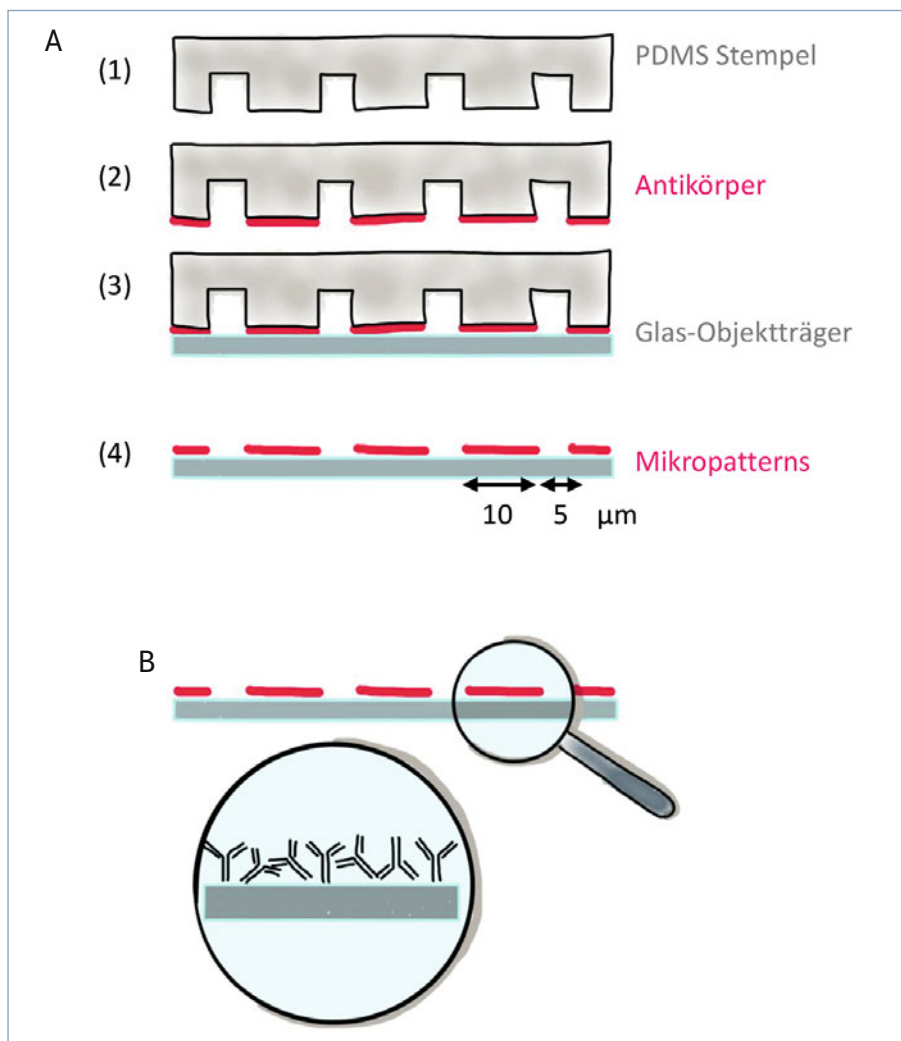 A
(1)
PDMS Stempel
(2)
Antikörper
(3)
Glas-Objektträger
(4)
Mikropatterns
10 5 µm
B